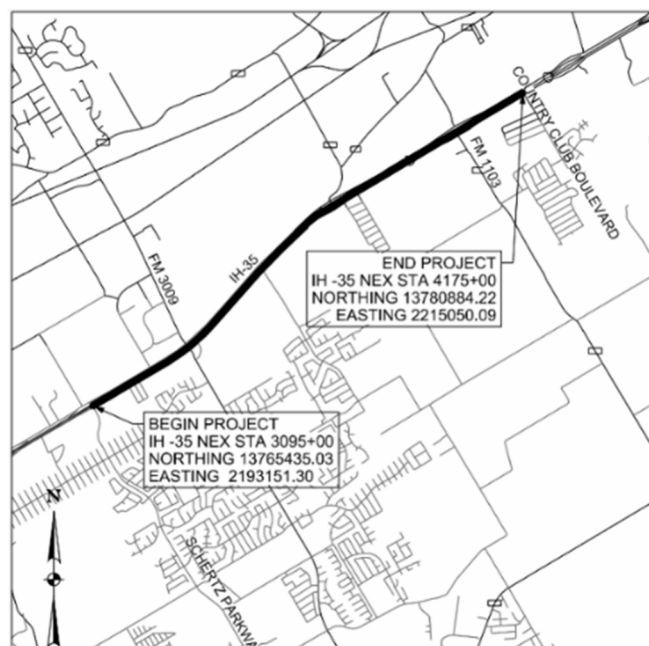 COUNTRY CLUB BOULEVARD
FM 1103
FM 3009
IH-35
END PROJECT
IH -35 NEX STA 4175+00
NORTHING 13780884.22
EASTING 2215050.09
BEGIN PROJECT
IH -35 NEX STA 3095+00
NORTHING 13765435.03
EASTING 2193151.30
N
SCHERTZ PARKWA